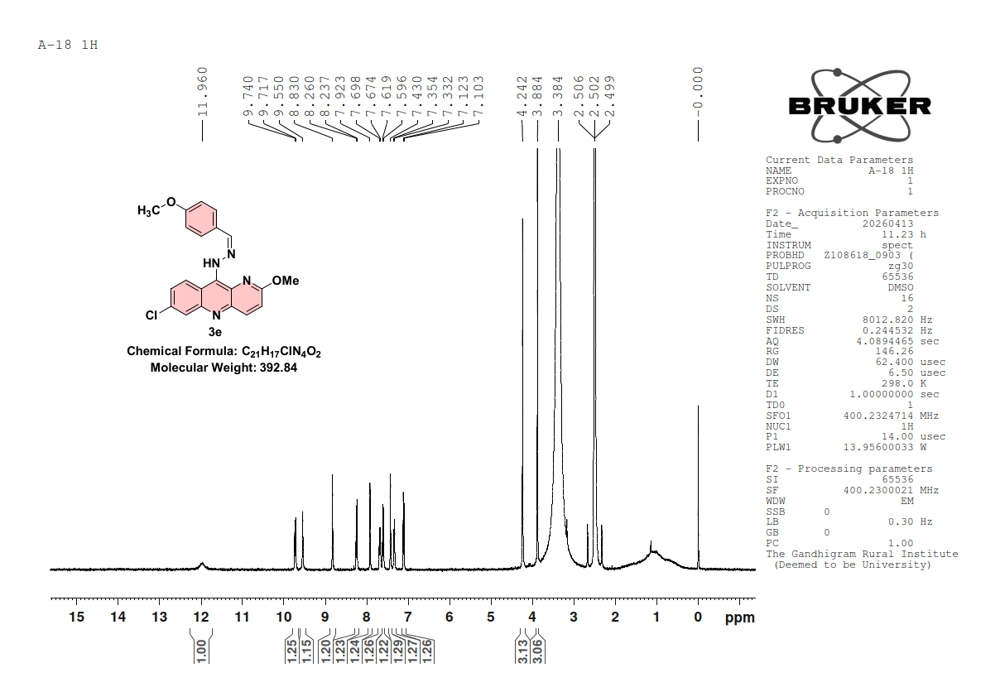 A-18 1H
11.960
9.740
9.717
9.550
8.830
8.260
8.237
7.923
7.698
7.674
7.619
7.596
7.430
7.354
7.332
7.123
7.103
4.242
3.884
3.384
2.506
2.502
2.499
-0.000
BRUKER
H₃C O
N
HN
N OMe
Cl N
3e
Chemical Formula: C₂₁H₁₇ClN₄O₂
Molecular Weight: 392.84
Current Data Parameters
NAME A-18 1H
EXPNO 1
PROCNO 1
F2 - Acquisition Parameters
Date_ 20260413
Time 11.23 h
INSTRUM spect
PROBHD Z108618_0903 (
PULPROG zg30
TD 65536
SOLVENT DMSO
NS 16
DS 2
SWH 8012.820 Hz
FIDRES 0.244532 Hz
AQ 4.0894465 sec
RG 146.26
DW 62.400 usec
DE 6.50 usec
TE 298.0 K
D1 1.00000000 sec
TD0 1
SFO1 400.2324714 MHz
NUC1 1H
P1 14.00 usec
PLW1 13.95600033 W
F2 - Processing parameters
SI 65536
SF 400.2300021 MHz
WDW EM
SSB 0
LB 0.30 Hz
GB 0
PC 1.00
The Gandhigram Rural Institute
(Deemed to be University)
15 14 13 12 11 10 9 8 7 6 5 4 3 2 1 0 ppm
1.00
1.25
1.15
1.20
1.23
1.24
1.26
1.22
1.29
1.27
1.26
3.13
3.06